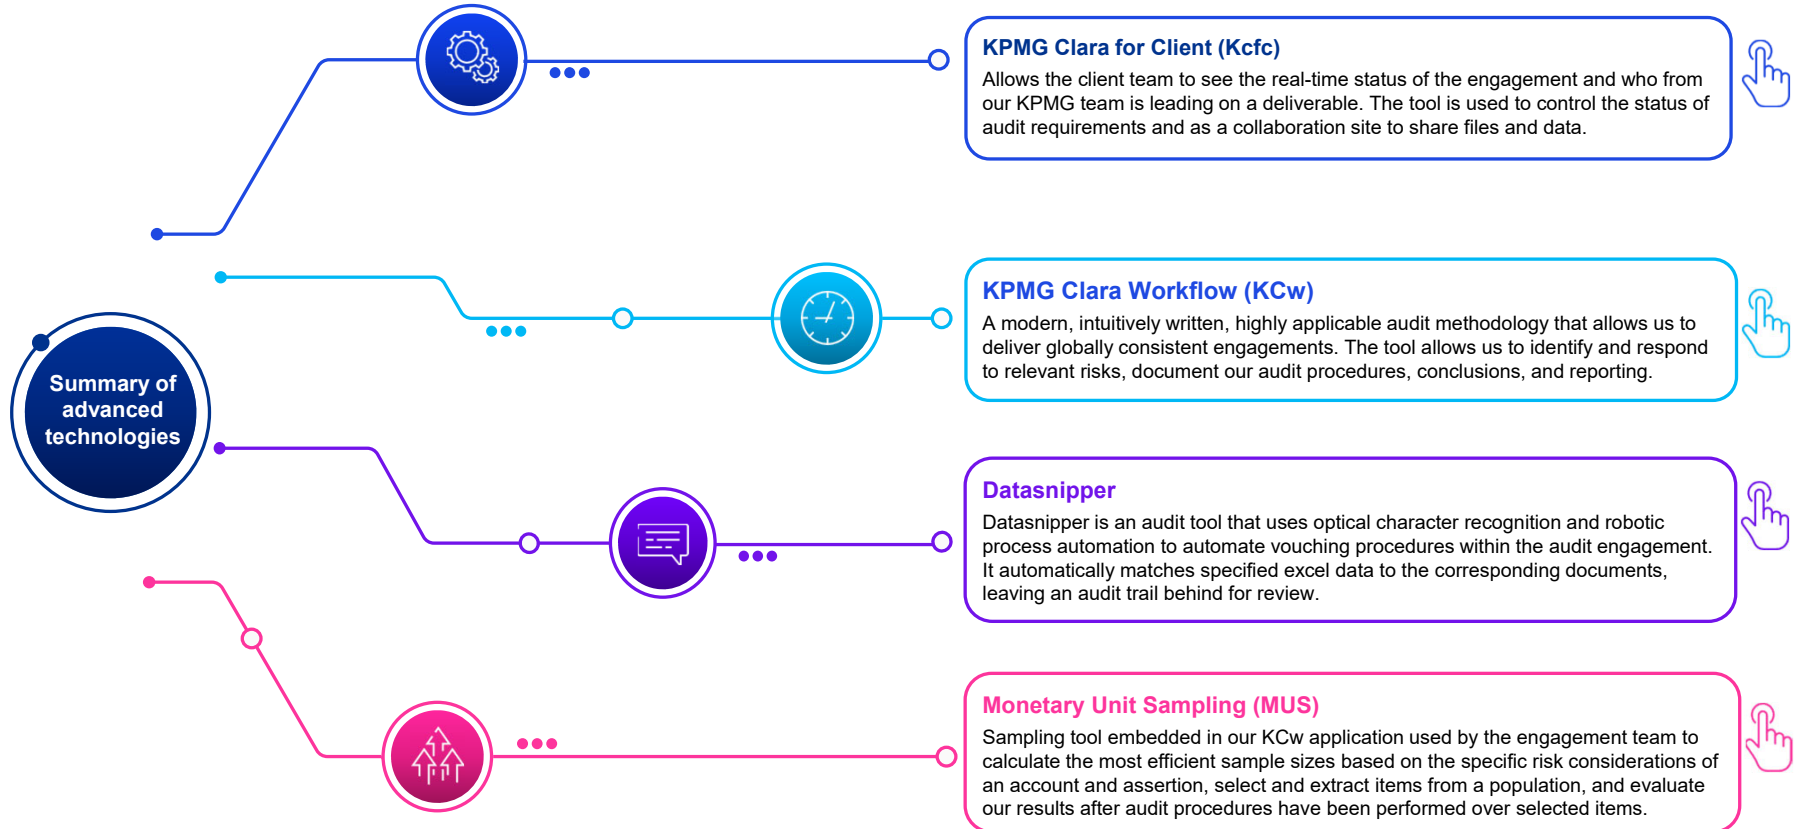 KPMG Clara for Client (Kcfc)
Allows the client team to see the real-time status of the engagement and who from
our KPMG team is leading on a deliverable. The tool is used to control the status of
audit requirements and as a collaboration site to share files and data.
KPMG Clara Workflow (KCw)
A modern, intuitively written, highly applicable audit methodology that allows us to
deliver globally consistent engagements. The tool allows us to identify and respond
to relevant risks, document our audit procedures, conclusions, and reporting.
Summary of
advanced
technologies
Datasnipper
Datasnipper is an audit tool that uses optical character recognition and robotic
process automation to automate vouching procedures within the audit engagement.
It automatically matches specified excel data to the corresponding documents,
leaving an audit trail behind for review.
Monetary Unit Sampling (MUS)
Sampling tool embedded in our KCw application used by the engagement team to
calculate the most efficient sample sizes based on the specific risk considerations of
an account and assertion, select and extract items from a population, and evaluate
our results after audit procedures have been performed over selected items.